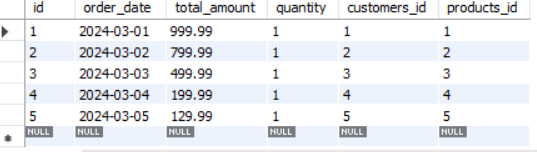 id order_date total_amount quantity customers_id products_id
1 2024-03-01 999.99 1 1 1
2 2024-03-02 799.99 1 2 2
3 2024-03-03 499.99 1 3 3
4 2024-03-04 199.99 1 4 4
5 2024-03-05 129.99 1 5 5
NULL NULL NULL NULL NULL NULL